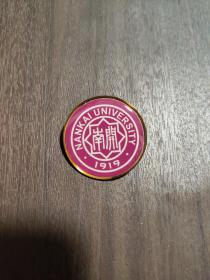 NANKAI UNIVERSITY
南開
· 1919 ·